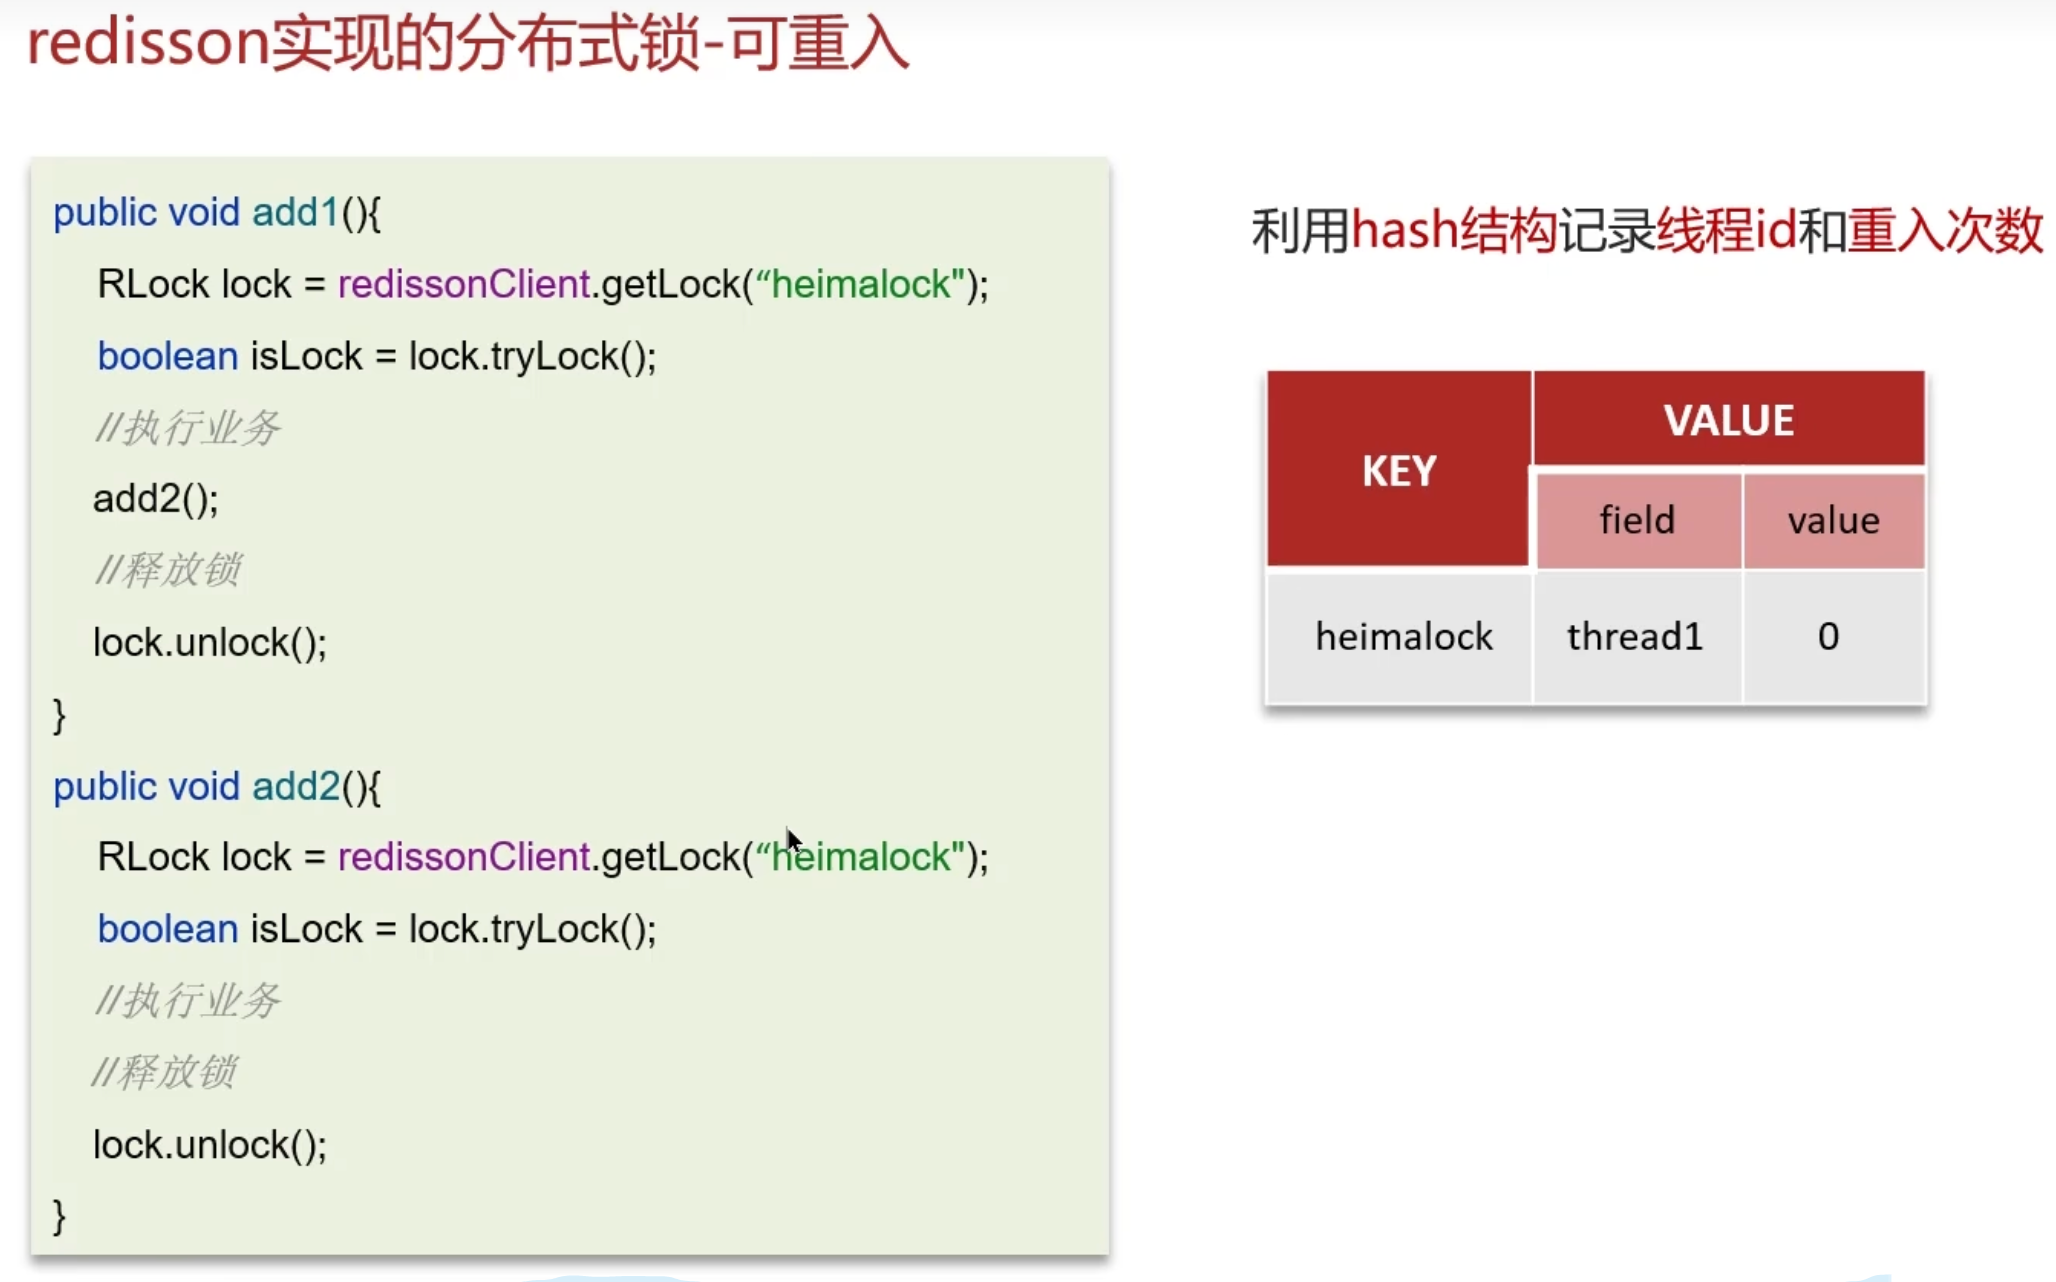 redisson实现的分布式锁-可重入
public void add1(){
RLock lock = redissonClient.getLock(“heimalock");
boolean isLock = lock.tryLock();
//执行业务
add2();
//释放锁
lock.unlock();
}
public void add2(){
RLock lock = redissonClient.getLock(“heimalock");
boolean isLock = lock.tryLock();
//执行业务
//释放锁
lock.unlock();
}
利用hash结构记录线程id和重入次数
KEY VALUE
field value
heimalock thread1 0